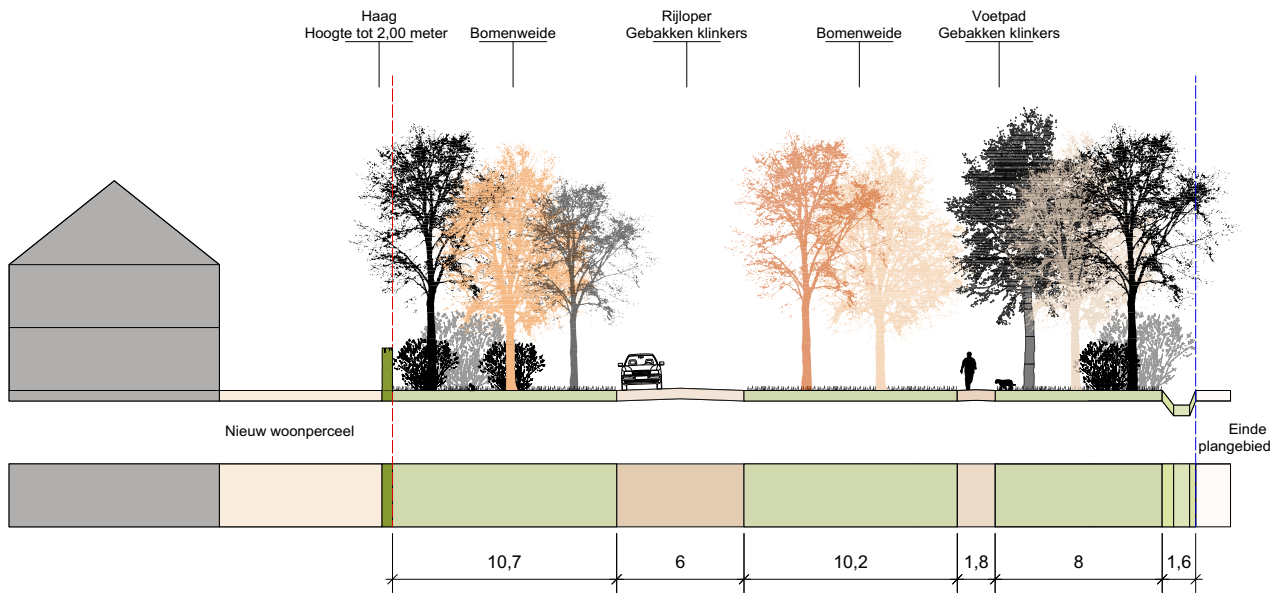 Haag
Hoogte tot 2,00 meter
Bomenweide
Rijloper
Gebakken klinkers
Bomenweide
Voetpad
Gebakken klinkers
Nieuw woonperceel
Einde
plangebied
10,7
6
10,2
1,8
8
1,6